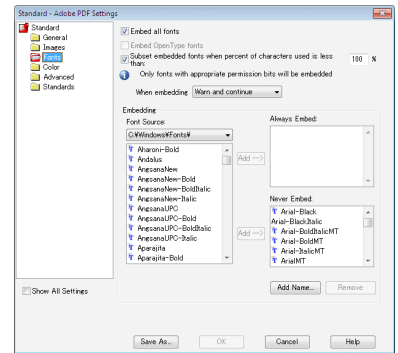 Standard - Adobe PDF Settings
Standard
General
Images
Fonts
Color
Advanced
Standards
Show All Settings
Embed all fonts
Embed OpenType fonts
Subset embedded fonts when percent of characters used is less than:
100 %
Only fonts with appropriate permission bits will be embedded
When embedding Warn and continue
Embedding
Font Source:
C:¥Windows¥Fonts¥
Aharoni-Bold
Andalus
AngsanaNew
AngsanaNew-Bold
AngsanaNew-BoldItalic
AngsanaNew-Italic
AngsanaUPC
AngsanaUPC-Bold
AngsanaUPC-BoldItalic
AngsanaUPC-Italic
Aparajita
Aparajita-Bold
Add -->
Add -->
Always Embed:
Never Embed:
Arial-Black
Arial-BlackItalic
Arial-BoldItalicMT
Arial-BoldMT
Arial-ItalicMT
ArialMT
Add Name...
Remove
Save As...
OK
Cancel
Help